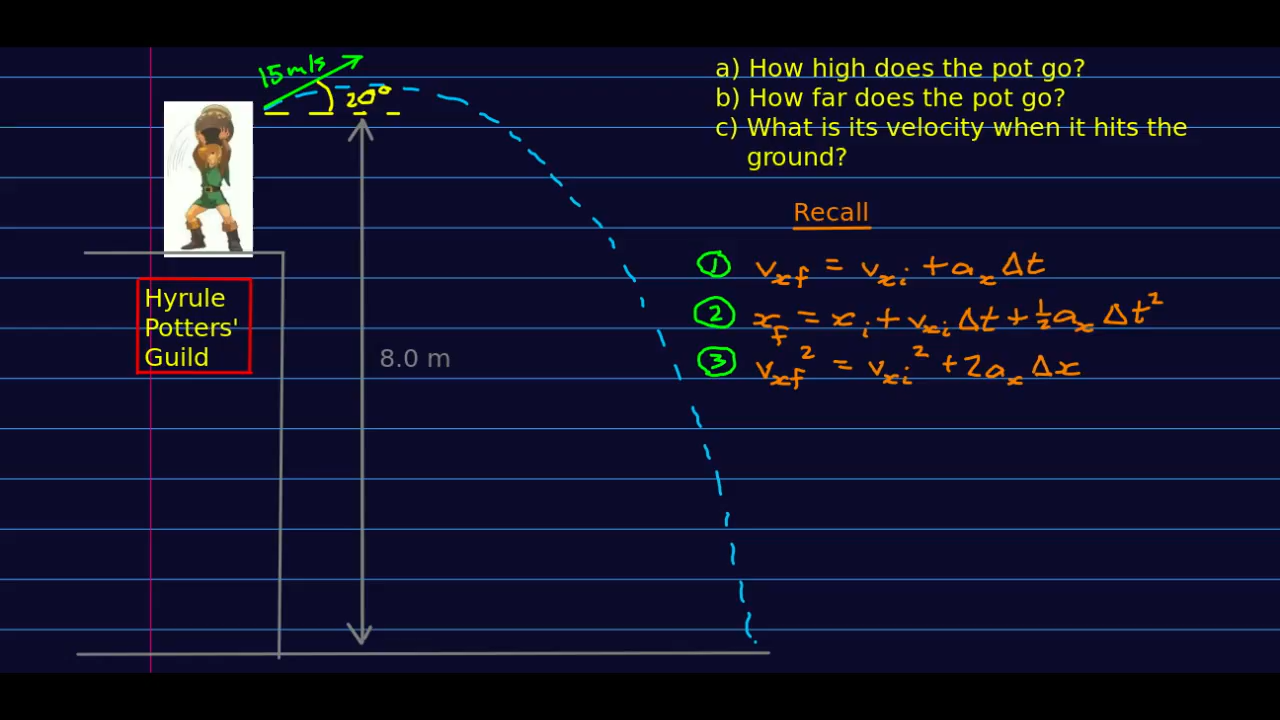 15m/s
20°
a) How high does the pot go?
b) How far does the pot go?
c) What is its velocity when it hits the
ground?
Recall
① v_xf = v_xi + a_x Δt
② x_f = x_i + v_xi Δt + ½ a_x Δt²
③ v_xf² = v_xi² + 2a_x Δx
Hyrule
Potters'
Guild
8.0 m